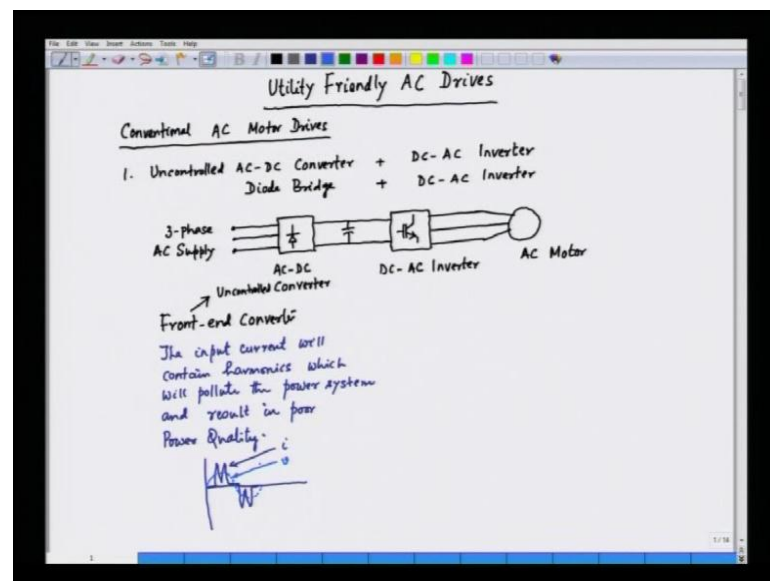 File Edit View Insert Actions Tools Help
B I
Utility Friendly AC Drives
Conventional AC Motor Drives
1. Uncontrolled AC-DC Converter + DC-AC Inverter
Diode Bridge + DC-AC Inverter
3-phase
AC Supply
AC-DC
Uncontrolled Converter
DC-AC Inverter
AC Motor
Front-end Converter
The input current will
contain harmonics which
will pollute the power system
and result in poor
Power Quality.
i
v
1